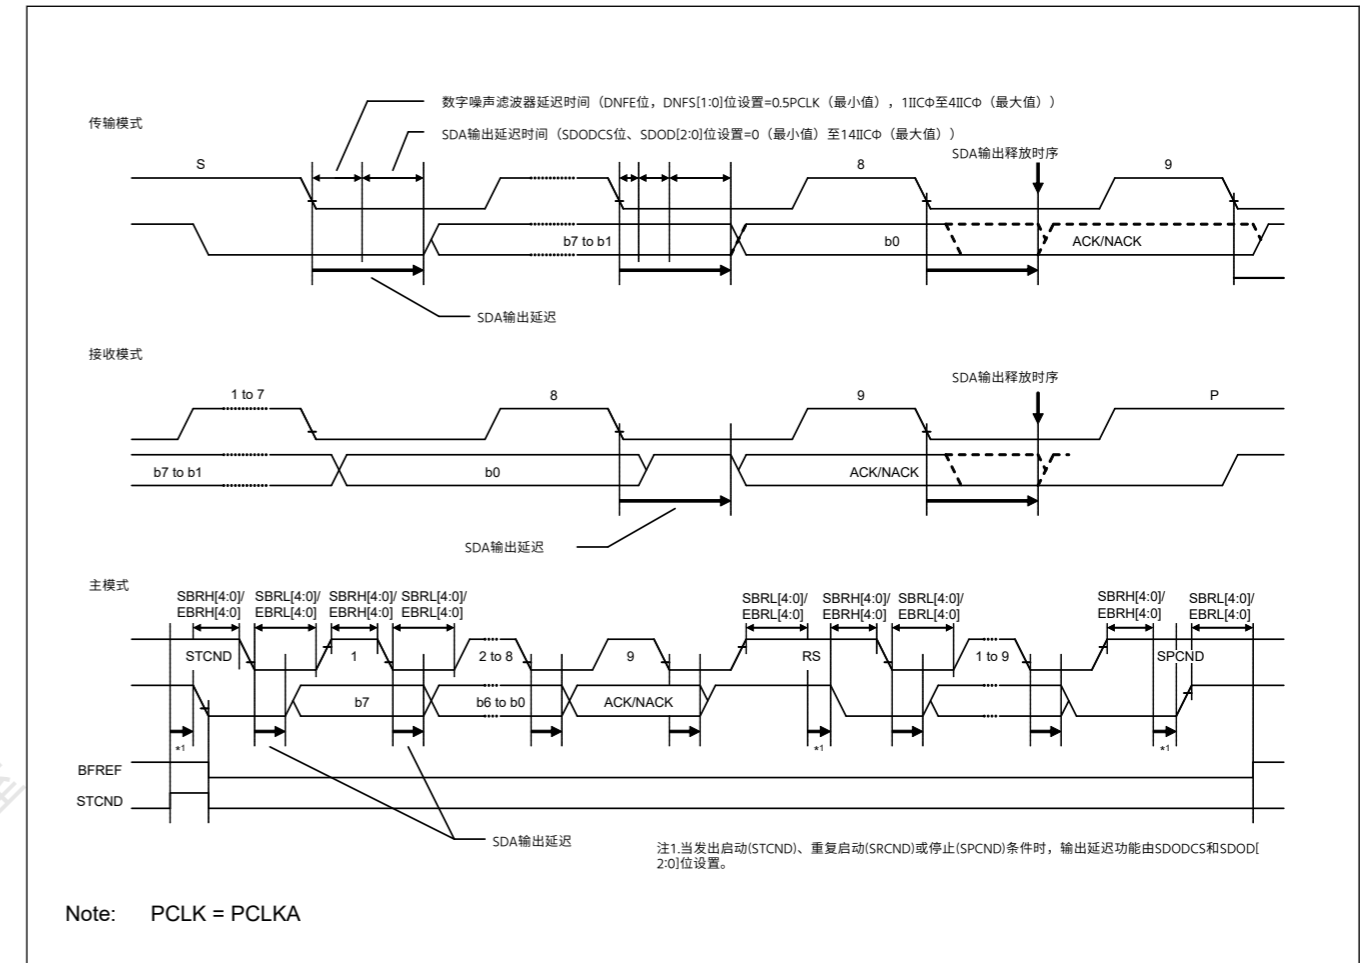 数字噪声滤波器延迟时间（DNFE位，DNFS[1:0]位设置=0.5PCLK（最小值），1IICΦ至4IICΦ（最大值））
传输模式
SDA输出延迟时间（SDODCS位、SDOD[2:0]位设置=0（最小值）至14IICΦ（最大值））
SDA输出释放时序
S
8
9
b7 to b1
b0
ACK/NACK
SDA输出延迟
接收模式
SDA输出释放时序
1 to 7
8
9
P
b7 to b1
b0
ACK/NACK
SDA输出延迟
主模式
SBRH[4:0]/ SBRL[4:0]/ SBRH[4:0]/ SBRL[4:0]/ SBRL[4:0]/ SBRH[4:0]/ SBRL[4:0]/ SBRH[4:0]/ SBRL[4:0]/
EBRH[4:0] EBRL[4:0] EBRH[4:0] EBRL[4:0] EBRL[4:0] EBRH[4:0] EBRL[4:0] EBRH[4:0] EBRL[4:0]
STCND 1 2 to 8 9 RS 1 to 9 SPCND
b7 b6 to b0 ACK/NACK
*1 *1 *1
BFREF
STCND
SDA输出延迟
注1.当发出启动(STCND)、重复启动(SRCND)或停止(SPCND)条件时，输出延迟功能由SDODCS和SDOD[
2:0]位设置。
Note: PCLK = PCLKA